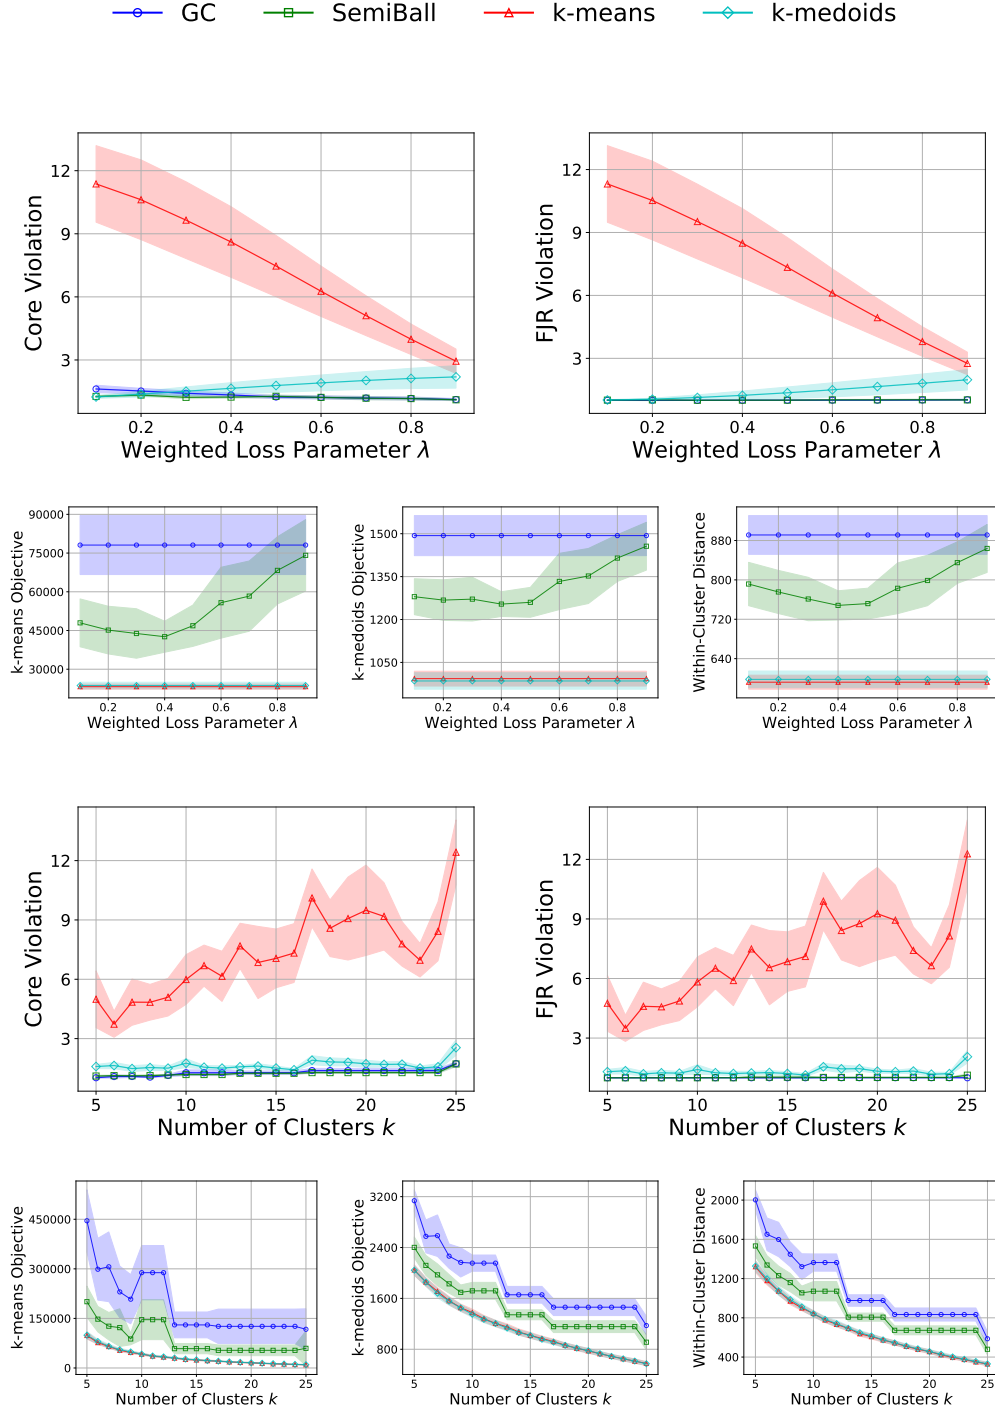 GC SemiBall k-means k-medoids
Core Violation
12
9
6
3
0.2 0.4 0.6 0.8
Weighted Loss Parameter λ
FJR Violation
12
9
6
3
0.2 0.4 0.6 0.8
Weighted Loss Parameter λ
k-means Objective
90000
75000
60000
45000
30000
0.2 0.4 0.6 0.8
Weighted Loss Parameter λ
k-medoids Objective
1500
1350
1200
1050
0.2 0.4 0.6 0.8
Weighted Loss Parameter λ
Within-Cluster Distance
880
800
720
640
0.2 0.4 0.6 0.8
Weighted Loss Parameter λ
Core Violation
12
9
6
3
5 10 15 20 25
Number of Clusters k
FJR Violation
12
9
6
3
5 10 15 20 25
Number of Clusters k
k-means Objective
450000
300000
150000
0
5 10 15 20 25
Number of Clusters k
k-medoids Objective
3200
2400
1600
800
5 10 15 20 25
Number of Clusters k
Within-Cluster Distance
2000
1600
1200
800
400
5 10 15 20 25
Number of Clusters k